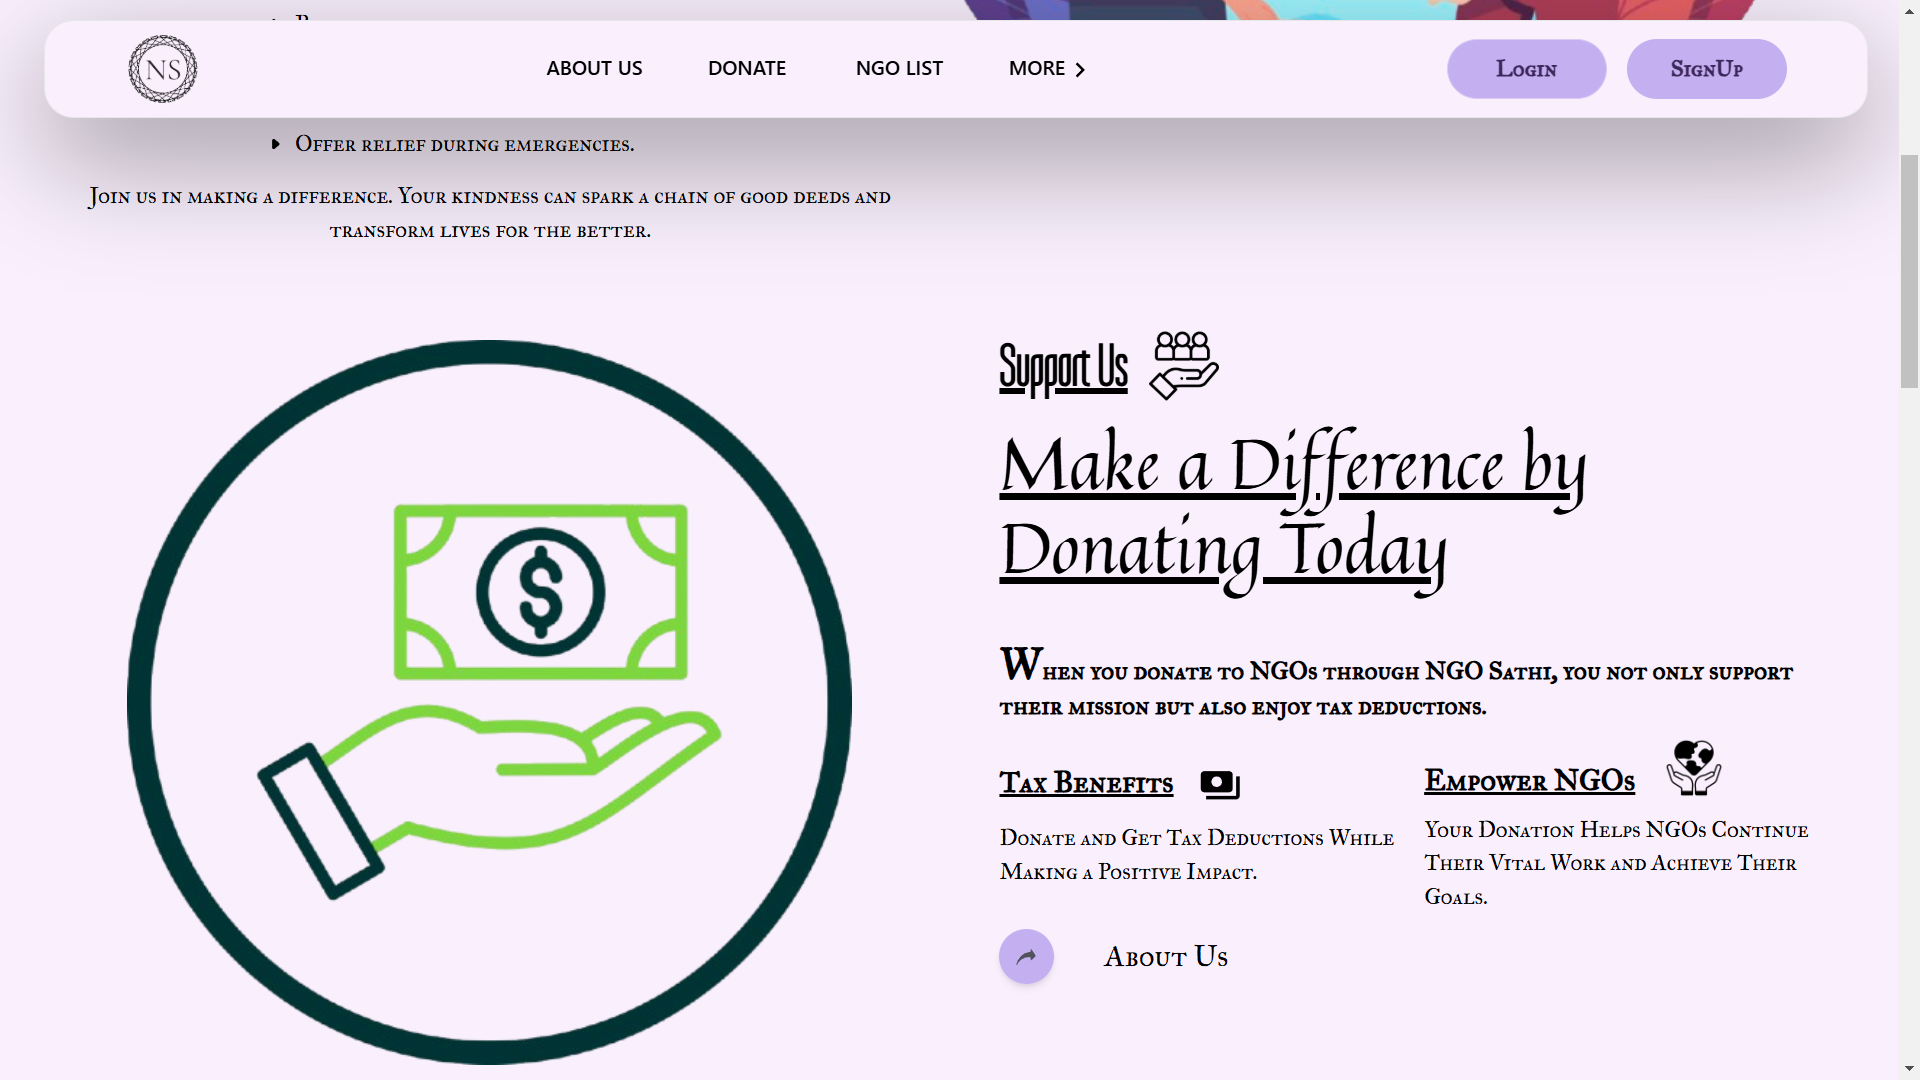 NS
ABOUT US
DONATE
NGO LIST
MORE
Login
SignUp
Offer relief during emergencies.
Join us in making a difference. Your kindness can spark a chain of good deeds and
transform lives for the better.
$
Support Us
Make a Difference by
Donating Today
When you donate to NGOs through NGO Sathi, you not only support
their mission but also enjoy tax deductions.
Tax Benefits
Donate and Get Tax Deductions While
Making a Positive Impact.
Empower NGOs
Your Donation Helps NGOs Continue
Their Vital Work and Achieve Their
Goals.
About Us